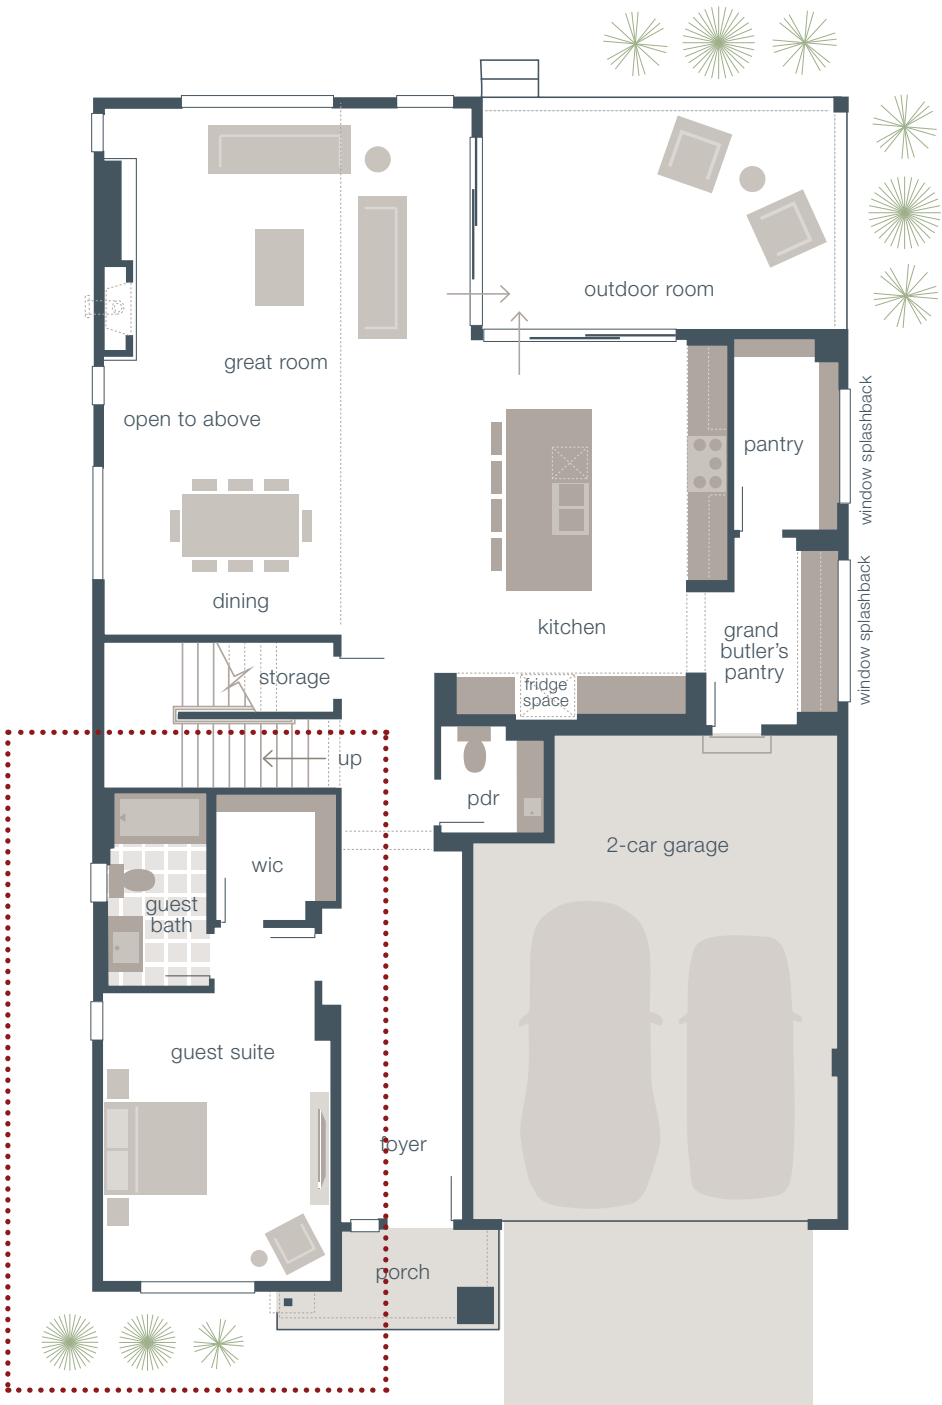 outdoor room
great room
open to above
window splashback
pantry
dining
kitchen
grand
butler's
pantry
window splashback
storage
fridge
space
up
pdr
2-car garage
wic
guest
bath
guest suite
foyer
porch